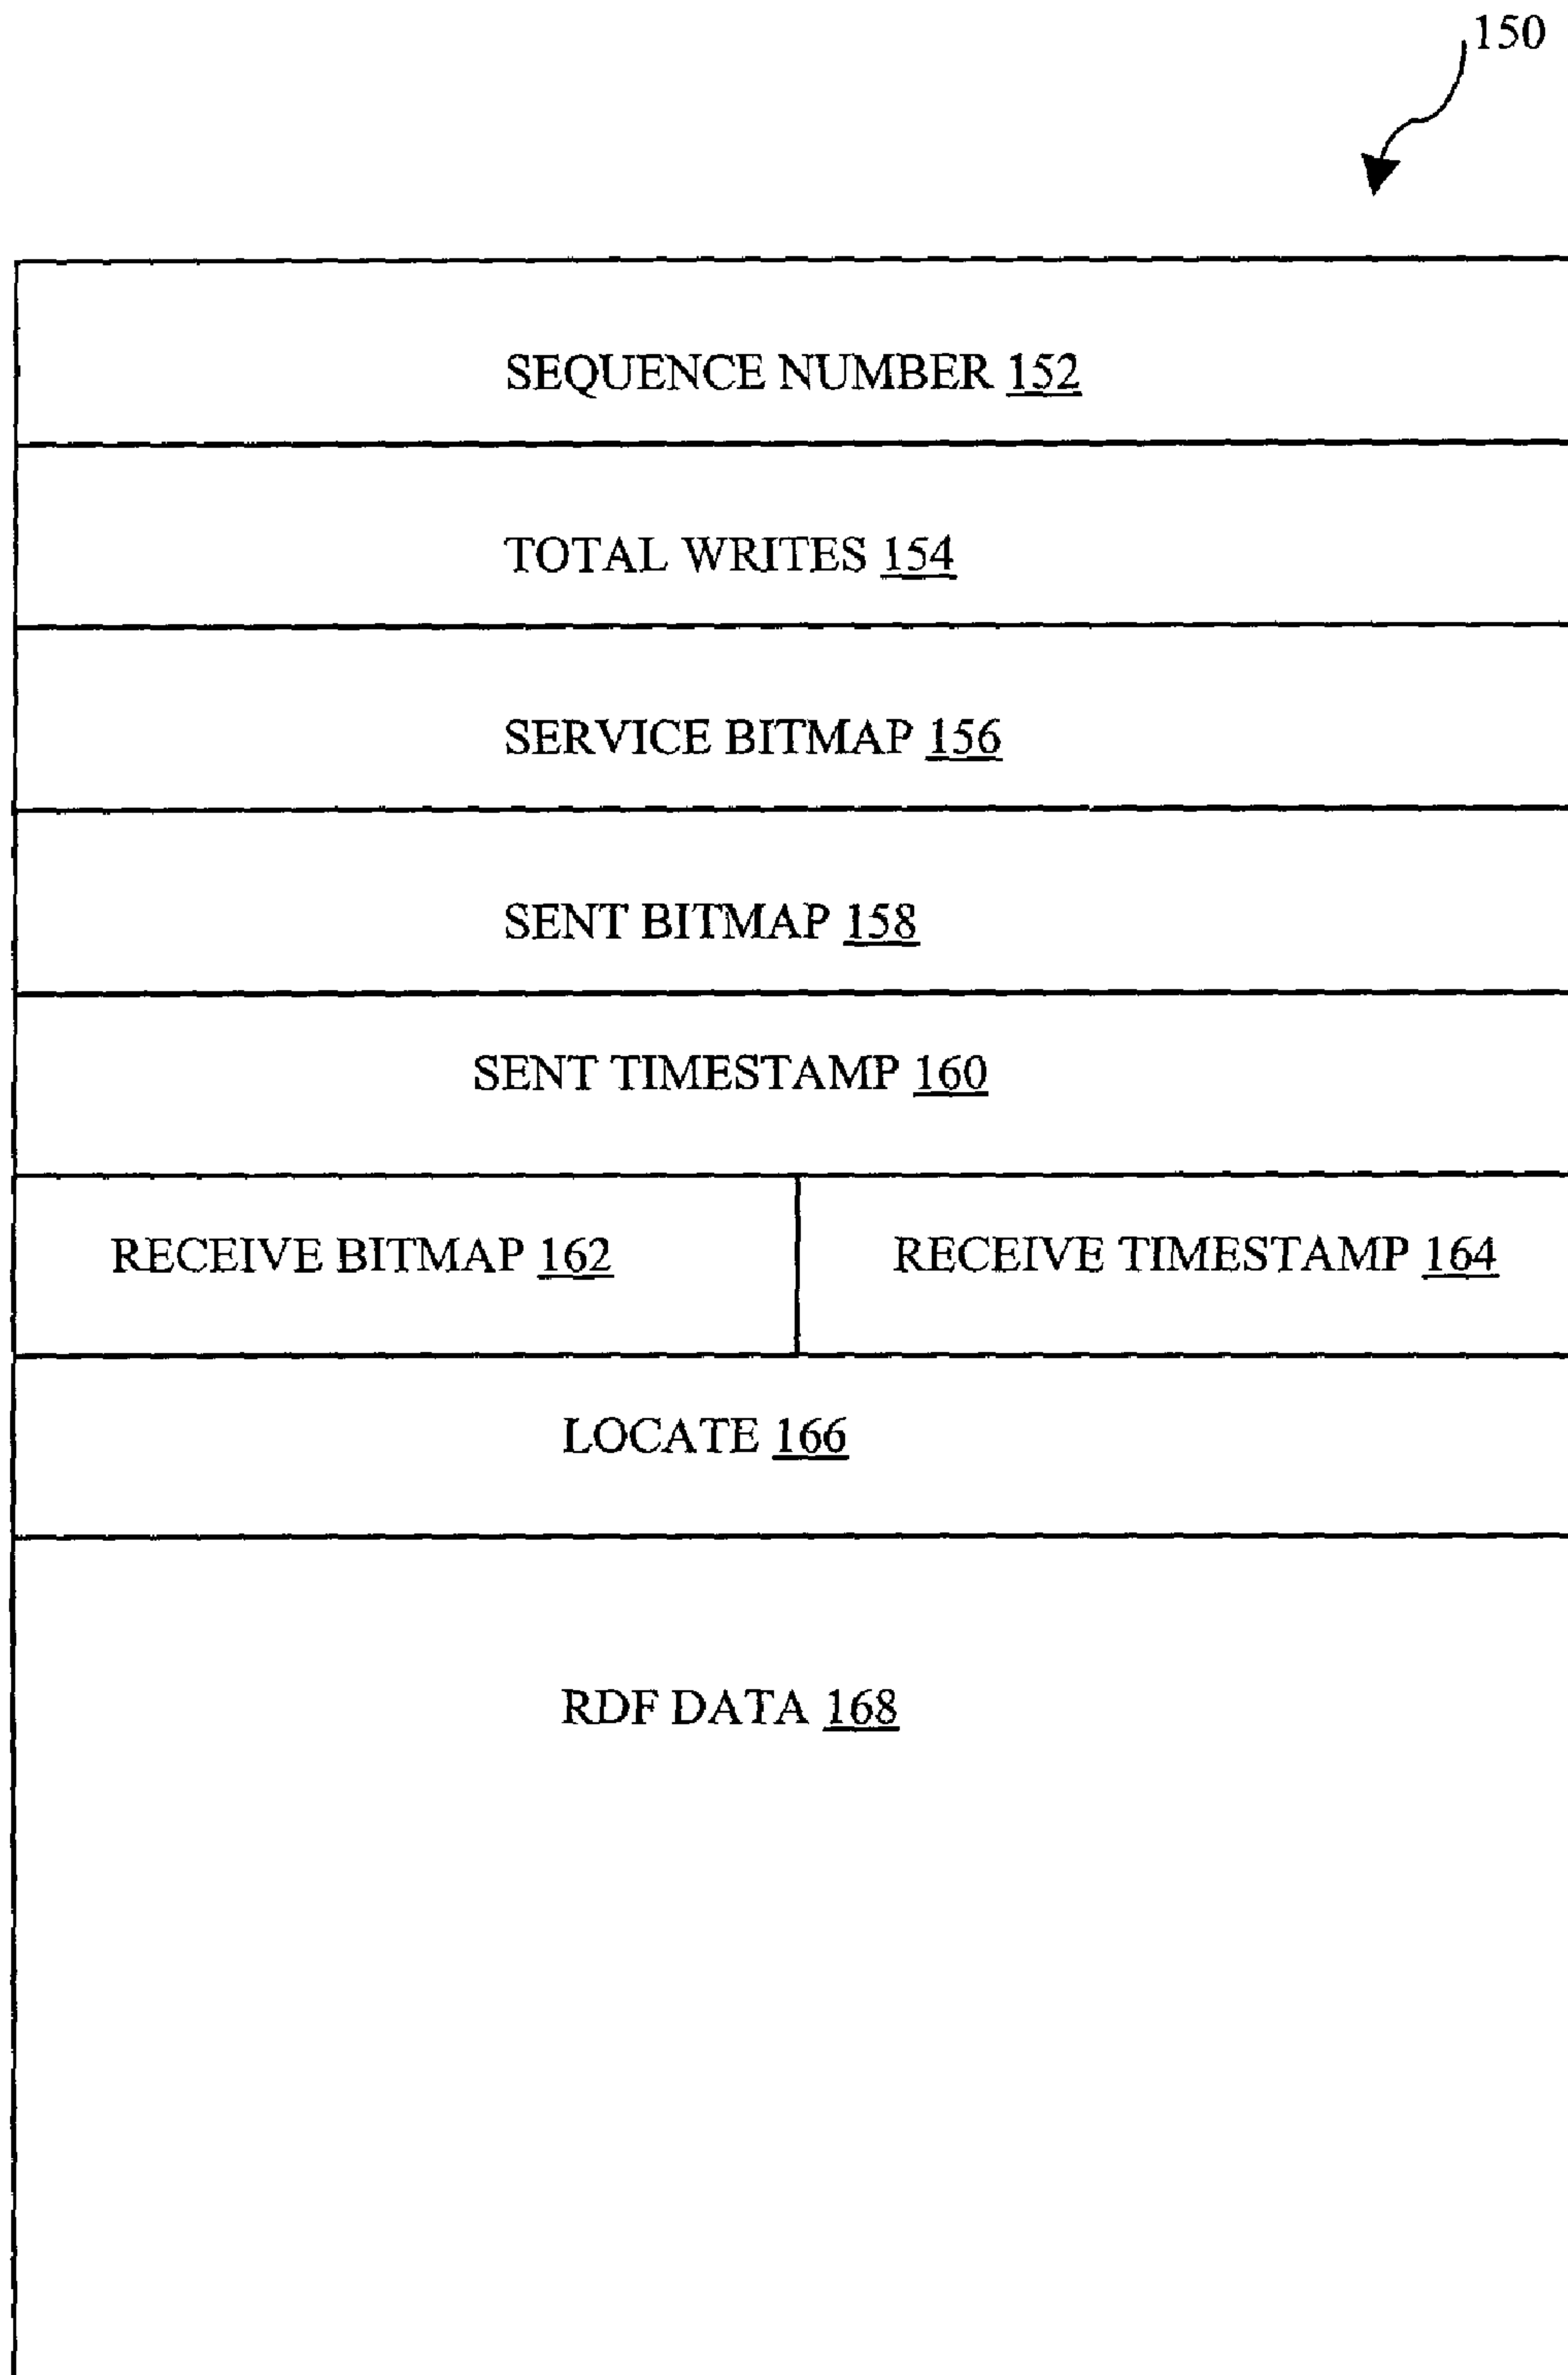 150
SEQUENCE NUMBER 152
TOTAL WRITES 154
SERVICE BITMAP 156
SENT BITMAP 158
SENT TIMESTAMP 160
RECEIVE BITMAP 162
RECEIVE TIMESTAMP 164
LOCATE 166
RDF DATA 168